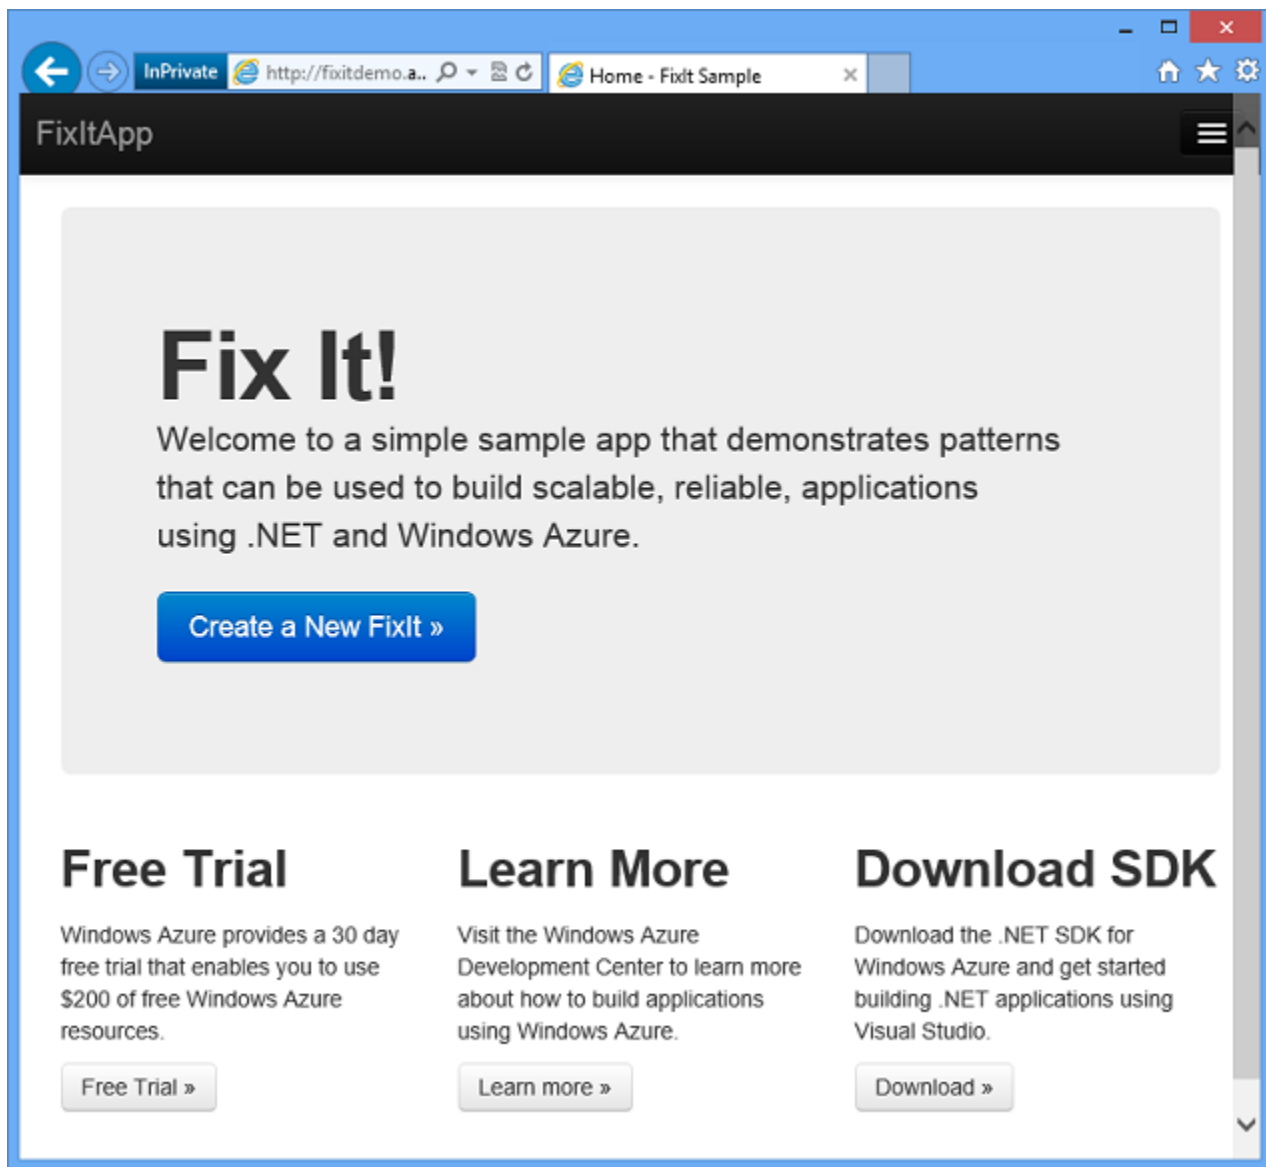 InPrivate
http://fixitdemo.a..
Home - FixIt Sample
FixItApp
Fix It!
Welcome to a simple sample app that demonstrates patterns
that can be used to build scalable, reliable, applications
using .NET and Windows Azure.
Create a New FixIt »
Free Trial
Windows Azure provides a 30 day
free trial that enables you to use
$200 of free Windows Azure
resources.
Free Trial »
Learn More
Visit the Windows Azure
Development Center to learn more
about how to build applications
using Windows Azure.
Learn more »
Download SDK
Download the .NET SDK for
Windows Azure and get started
building .NET applications using
Visual Studio.
Download »